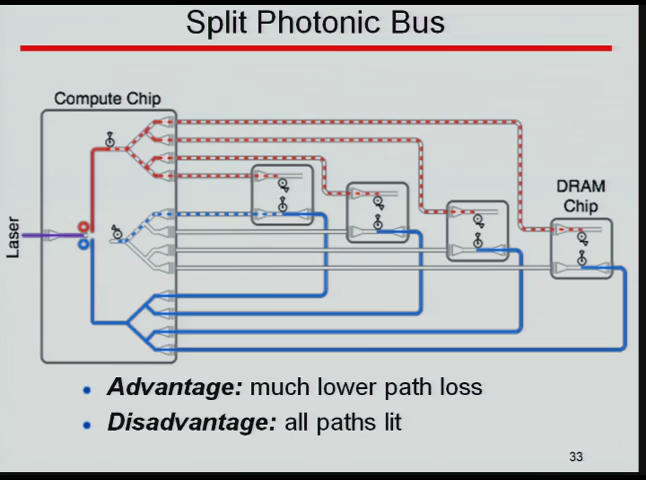 Split Photonic Bus
Compute Chip
Laser
DRAM
Chip
• Advantage: much lower path loss
• Disadvantage: all paths lit
33